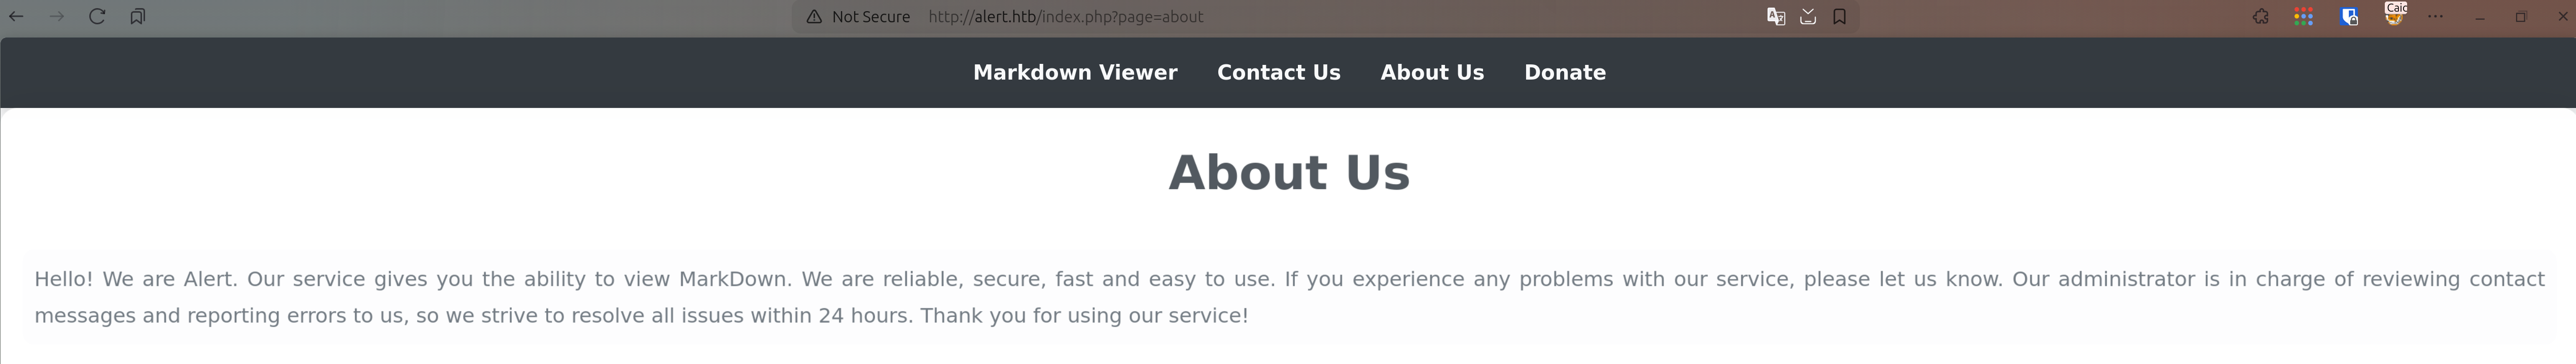 Not Secure http://alert.htb/index.php?page=about
Caic
Markdown Viewer Contact Us About Us Donate
About Us
Hello! We are Alert. Our service gives you the ability to view MarkDown. We are reliable, secure, fast and easy to use. If you experience any problems with our service, please let us know. Our administrator is in charge of reviewing contact
messages and reporting errors to us, so we strive to resolve all issues within 24 hours. Thank you for using our service!